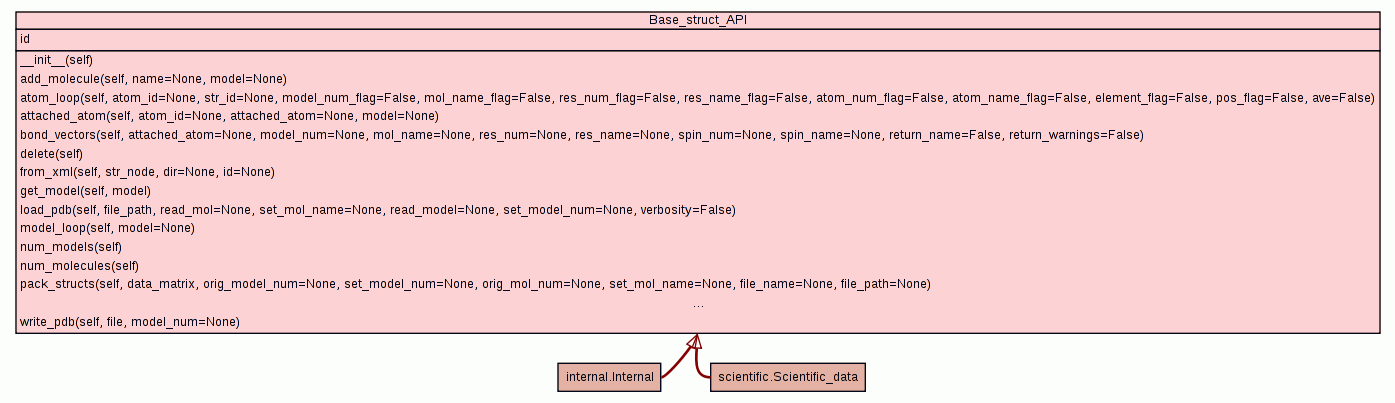 Base_struct_API
id
__init__(self)
add_molecule(self, name=None, model=None)
atom_loop(self, atom_id=None, str_id=None, model_num_flag=False, mol_name_flag=False, res_num_flag=False, res_name_flag=False, atom_num_flag=False, atom_name_flag=False, element_flag=False, pos_flag=False, ave=False)
attached_atom(self, atom_id=None, attached_atom=None, model=None)
bond_vectors(self, attached_atom=None, model_num=None, mol_name=None, res_num=None, res_name=None, spin_num=None, spin_name=None, return_name=False, return_warnings=False)
delete(self)
from_xml(self, str_node, dir=None, id=None)
get_model(self, model)
load_pdb(self, file_path, read_mol=None, set_mol_name=None, read_model=None, set_model_num=None, verbosity=False)
model_loop(self, model=None)
num_models(self)
num_molecules(self)
pack_structs(self, data_matrix, orig_model_num=None, set_model_num=None, orig_mol_num=None, set_mol_name=None, file_name=None, file_path=None)
...
write_pdb(self, file, model_num=None)
internal.Internal
scientific.Scientific_data